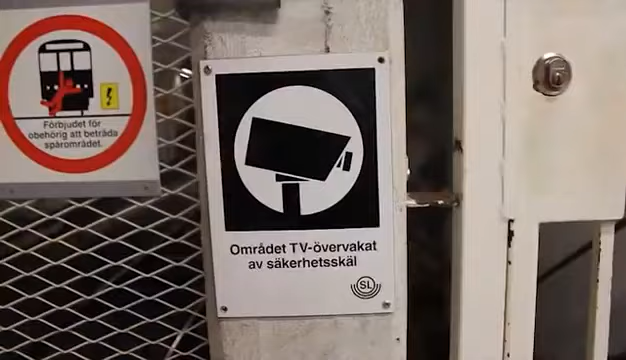 Förbjudet för
obehörig att beträda
spårområdet.
Området TV-övervakat
av säkerhetsskäl
SL